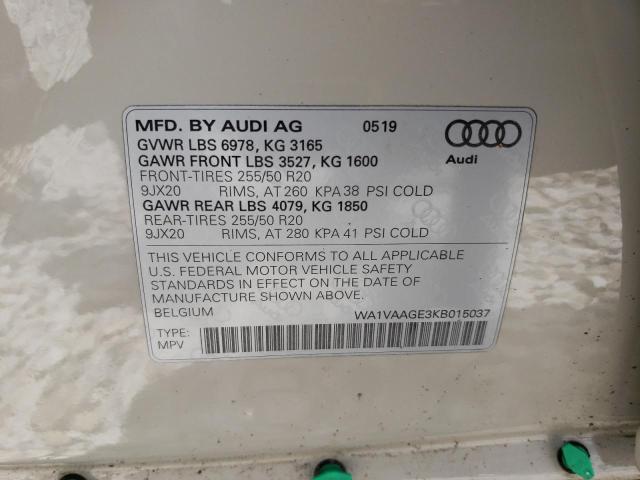 MFD. BY AUDI AG 0519
GVWR LBS 6978, KG 3165
GAWR FRONT LBS 3527, KG 1600
FRONT-TIRES 255/50 R20
9JX20 RIMS, AT 260 KPA 38 PSI COLD
GAWR REAR LBS 4079, KG 1850
REAR-TIRES 255/50 R20
9JX20 RIMS, AT 280 KPA 41 PSI COLD
Audi
THIS VEHICLE CONFORMS TO ALL APPLICABLE
U.S. FEDERAL MOTOR VEHICLE SAFETY
STANDARDS IN EFFECT ON THE DATE OF
MANUFACTURE SHOWN ABOVE.
BELGIUM WA1VAAGE3KB015037
TYPE:
MPV